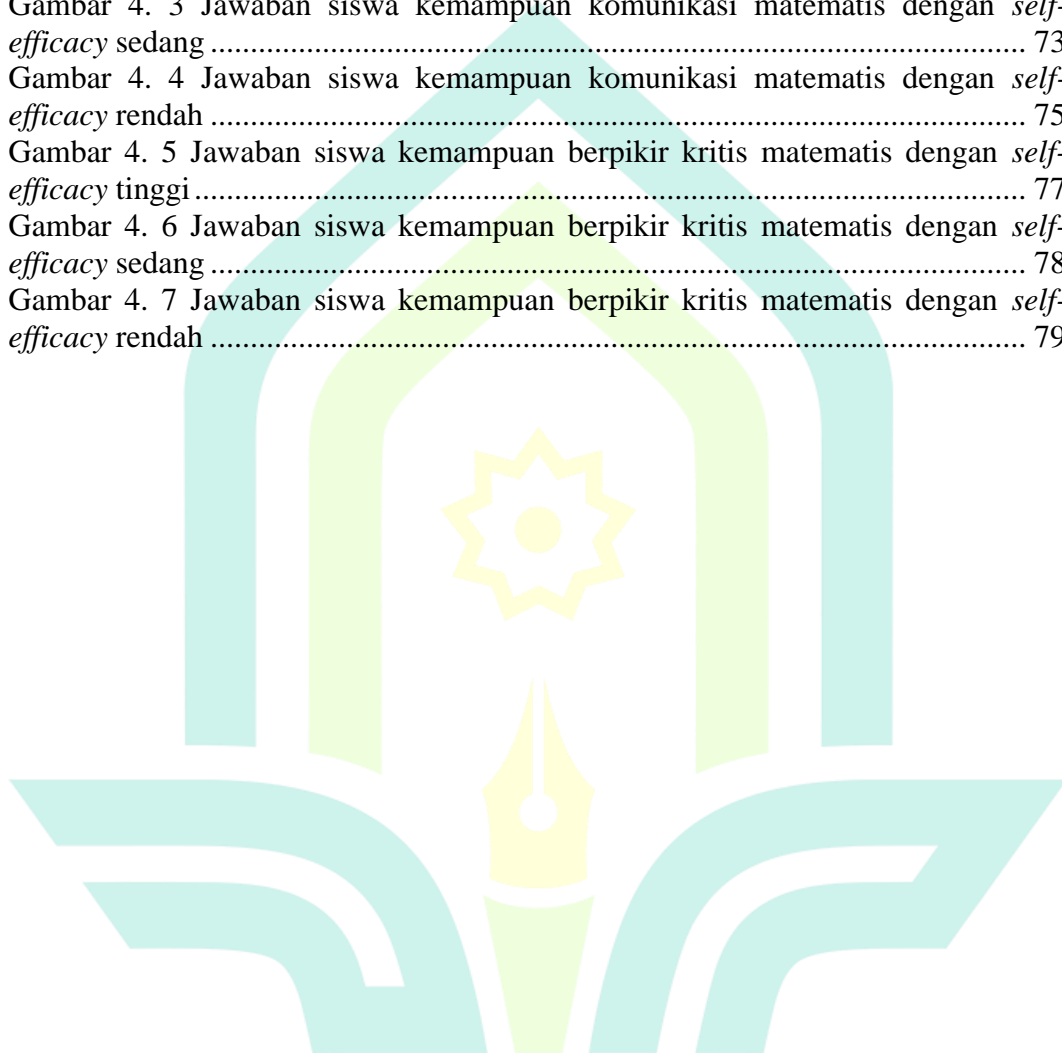 Gambar 4. 3 Jawaban siswa kemampuan komunikasi matematis dengan self-
efficacy sedang ........................................................................................................ 73
Gambar 4. 4 Jawaban siswa kemampuan komunikasi matematis dengan self-
efficacy rendah ........................................................................................................ 75
Gambar 4. 5 Jawaban siswa kemampuan berpikir kritis matematis dengan self-
efficacy tinggi .......................................................................................................... 77
Gambar 4. 6 Jawaban siswa kemampuan berpikir kritis matematis dengan self-
efficacy sedang ........................................................................................................ 78
Gambar 4. 7 Jawaban siswa kemampuan berpikir kritis matematis dengan self-
efficacy rendah ........................................................................................................ 79